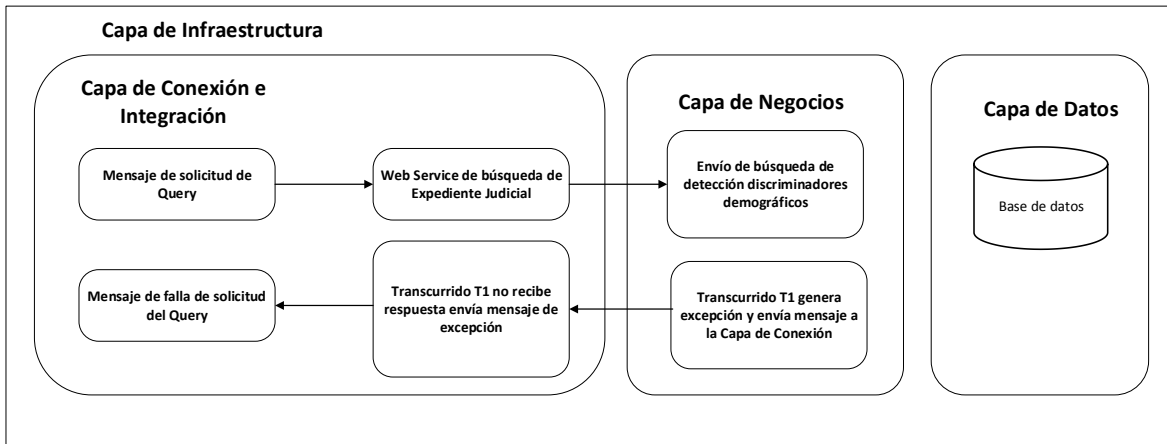 Capa de Infraestructura
Capa de Conexión e
Integración
Mensaje de solicitud de
Query
Web Service de búsqueda de
Expediente Judicial
Mensaje de falla de solicitud
del Query
Transcurrido T1 no recibe
respuesta envía mensaje de
excepción
Capa de Negocios
Envío de búsqueda de
detección discriminadores
demográficos
Transcurrido T1 genera
excepción y envía mensaje a
la Capa de Conexión
Capa de Datos
Base de datos